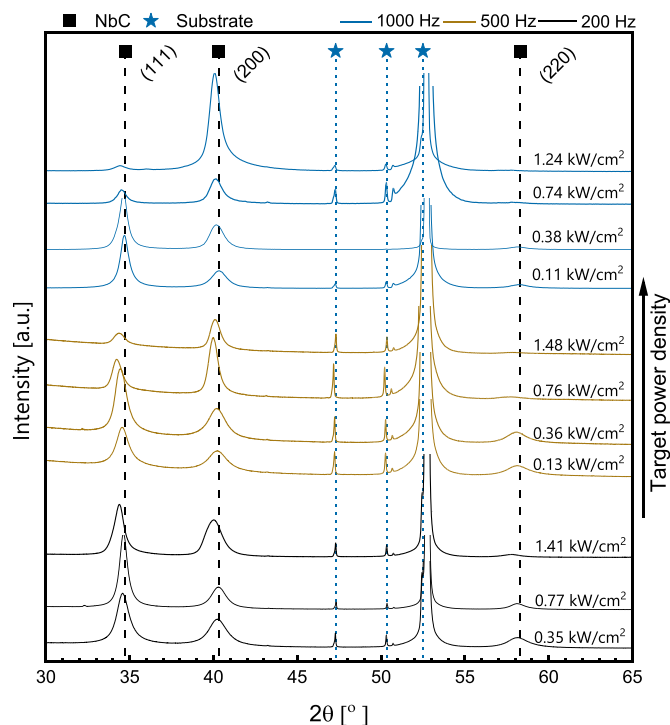 NbC Substrate 1000 Hz 500 Hz 200 Hz
(111)
(200)
(220)
1.24 kW/cm²
0.74 kW/cm²
0.38 kW/cm²
0.11 kW/cm²
1.48 kW/cm²
0.76 kW/cm²
0.36 kW/cm²
0.13 kW/cm²
1.41 kW/cm²
0.77 kW/cm²
0.35 kW/cm²
Intensity [a.u.]
Target power density
30 35 40 45 50 55 60 65
2θ [°]